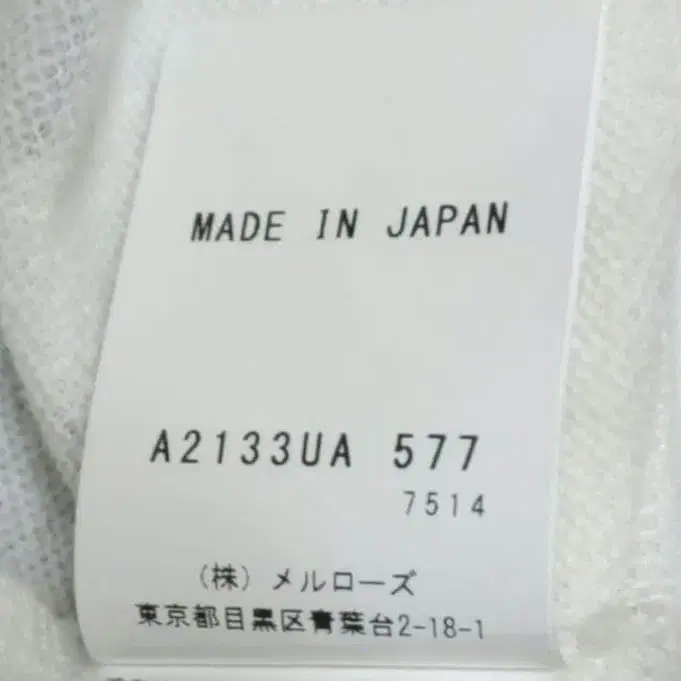 MADE IN JAPAN
A2133UA 577
7514
(株)メルローズ
東京都目黒区青葉台2-18-1